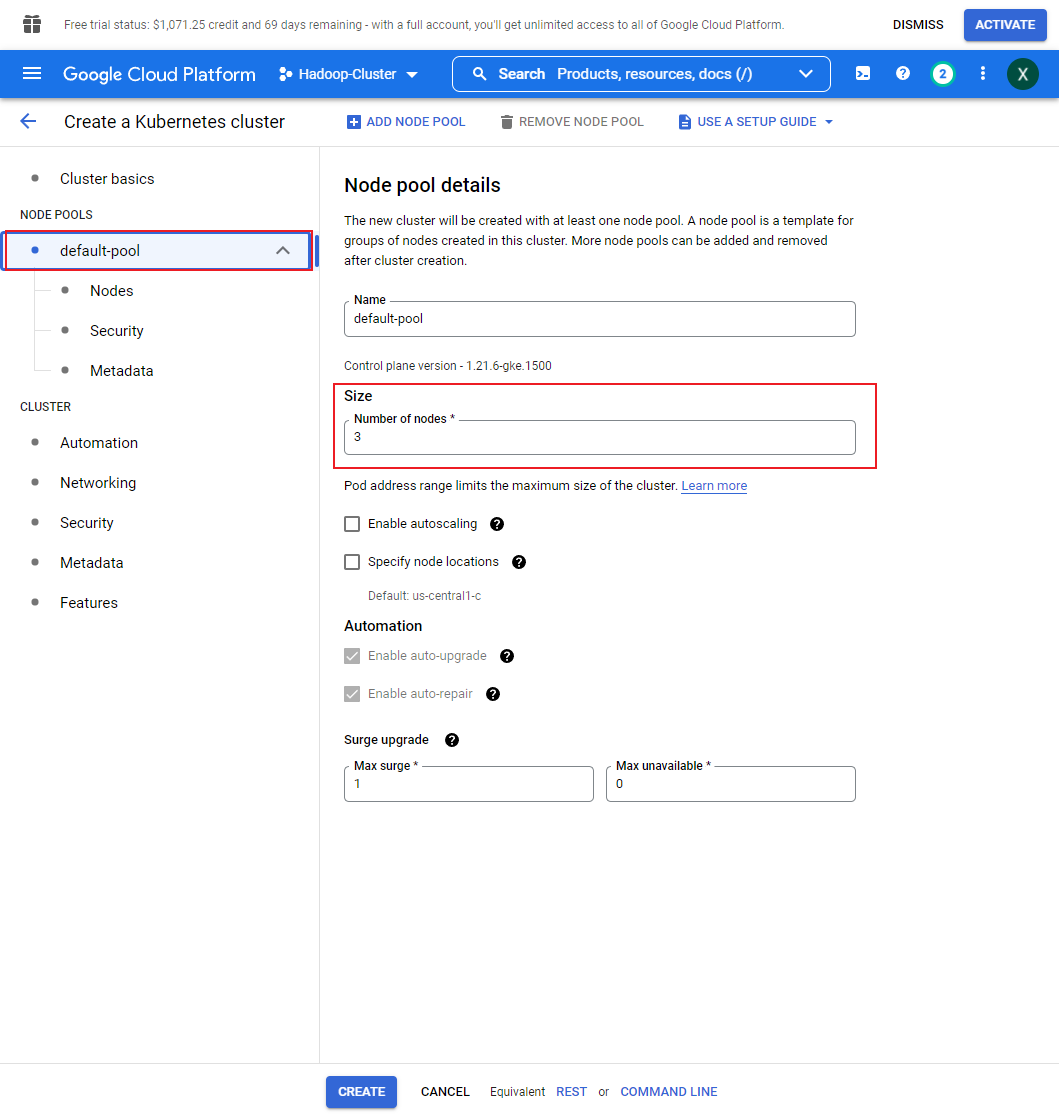 Free trial status: $1,071.25 credit and 69 days remaining - with a full account, you'll get unlimited access to all of Google Cloud Platform.
DISMISS
ACTIVATE
Google Cloud Platform
Hadoop-Cluster
Search Products, resources, docs (/)
2
X
Create a Kubernetes cluster
ADD NODE POOL
REMOVE NODE POOL
USE A SETUP GUIDE
Cluster basics
NODE POOLS
default-pool
Nodes
Security
Metadata
CLUSTER
Automation
Networking
Security
Metadata
Features
Node pool details
The new cluster will be created with at least one node pool. A node pool is a template for
groups of nodes created in this cluster. More node pools can be added and removed
after cluster creation.
Name
default-pool
Control plane version - 1.21.6-gke.1500
Size
Number of nodes *
3
Pod address range limits the maximum size of the cluster. Learn more
Enable autoscaling ?
Specify node locations ?
Default: us-central1-c
Automation
Enable auto-upgrade ?
Enable auto-repair ?
Surge upgrade ?
Max surge *
1
Max unavailable *
0
CREATE
CANCEL
Equivalent REST or COMMAND LINE